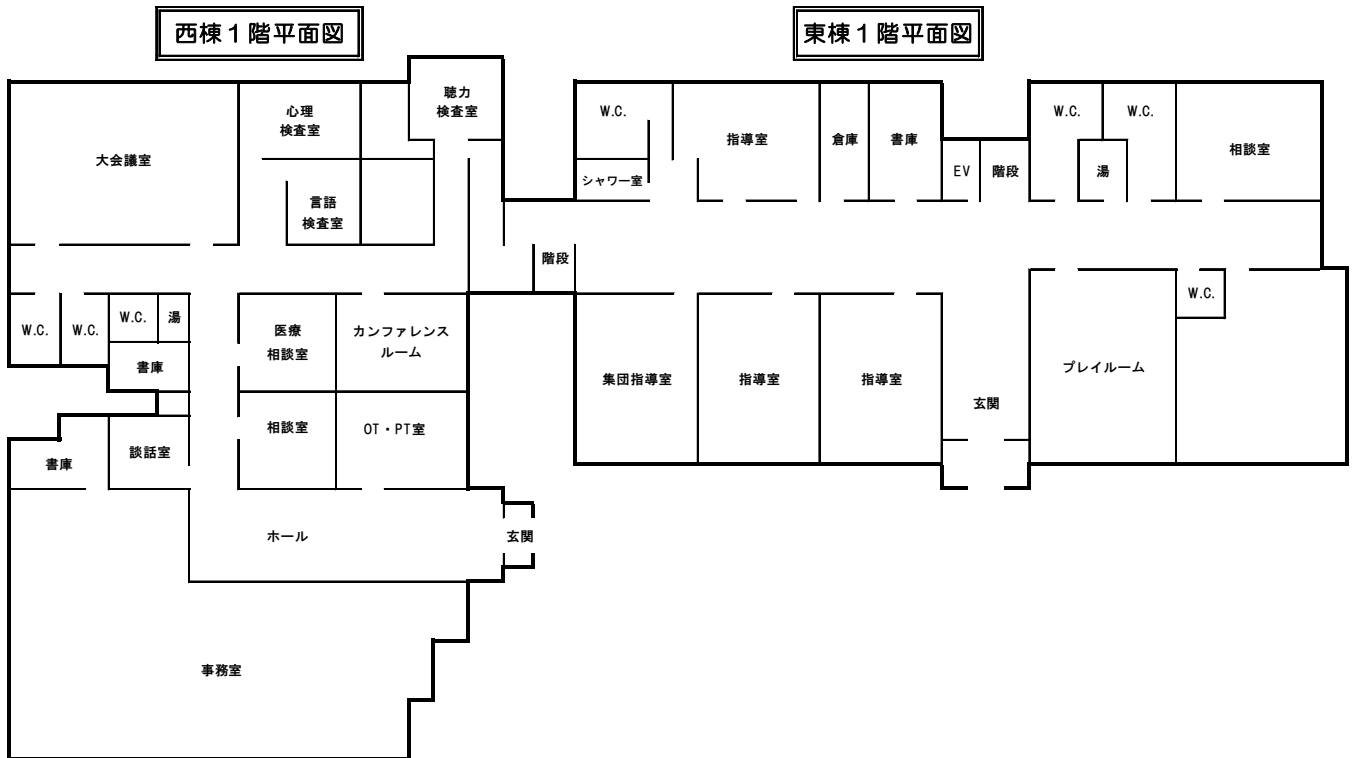 西棟1階平面図
東棟1階平面図
聴力
検査室
心理
検査室
大会議室
言語
検査室
W.C.
シャワー室
指導室
倉庫
書庫
EV
階段
W.C.
湯
W.C.
相談室
階段
W.C.
W.C.
W.C.
湯
書庫
医療
相談室
カンファレンス
ルーム
相談室
OT・PT室
書庫
談話室
ホール
玄関
事務室
集団指導室
指導室
指導室
玄関
プレイルーム
W.C.